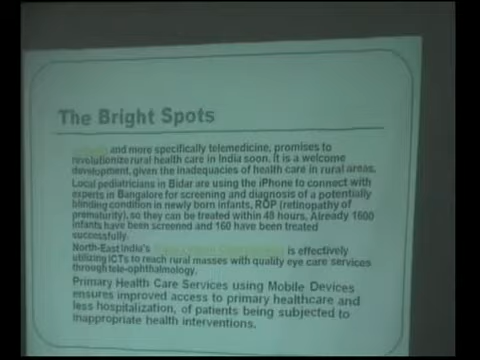 The Bright Spots
and more specifically telemedicine, promises to
revolutionize rural health care in India soon. It is a welcome
development, given the inadequacies of health care in rural areas.
Local pediatricians in Bidar are using the iPhone to connect with
experts in Bangalore for screening and diagnosis of a potentially
blinding condition in newly born infants, ROP (retinopathy of
prematurity), so they can be treated within 48 hours. Already 1600
infants have been screened and 160 have been treated
successfully.
North-East India's is effectively
utilizing ICTs to reach rural masses with quality eye care services
through tele-ophthalmology.
Primary Health Care Services using Mobile Devices
ensures improved access to primary healthcare and
less hospitalization, of patients being subjected to
inappropriate health interventions.